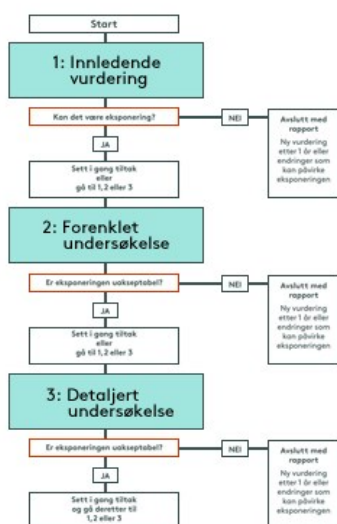 Start
1: Innledende
vurdering
Kan det være eksponering?
NEI
Avslutt med
rapport
Ny vurdering
etter 1 år eller
endringer som
kan påvirke
eksponeringen
JA
Sett i gang tiltak
eller
gå til 1, 2 eller 3
2: Forenklet
undersøkelse
Er eksponeringen uakseptabel?
NEI
Avslutt med
rapport
Ny vurdering
etter 1 år eller
endringer som
kan påvirke
eksponeringen
JA
Sett i gang tiltak
eller
gå til 1, 2 eller 3
3: Detaljert
undersøkelse
Er eksponeringen uakseptabel?
NEI
Avslutt med
rapport
Ny vurdering
etter 1 år eller
endringer som
kan påvirke
eksponeringen
JA
Sett i gang tiltak
og gå deretter til
1, 2 eller 3